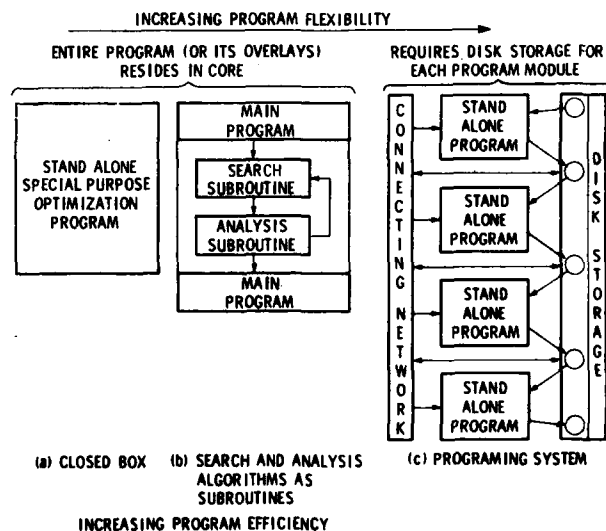 INCREASING PROGRAM FLEXIBILITY
ENTIRE PROGRAM (OR ITS OVERLAYS)
RESIDES IN CORE
REQUIRES DISK STORAGE FOR
EACH PROGRAM MODULE
STAND ALONE
SPECIAL PURPOSE
OPTIMIZATION
PROGRAM
MAIN
PROGRAM
SEARCH
SUBROUTINE
ANALYSIS
SUBROUTINE
MAIN
PROGRAM
CONNECTING NETWORK
STAND
ALONE
PROGRAM
STAND
ALONE
PROGRAM
STAND
ALONE
PROGRAM
STAND
ALONE
PROGRAM
DISK STORAGE
(a) CLOSED BOX
(b) SEARCH AND ANALYSIS
ALGORITHMS AS
SUBROUTINES
(c) PROGRAMING SYSTEM
INCREASING PROGRAM EFFICIENCY